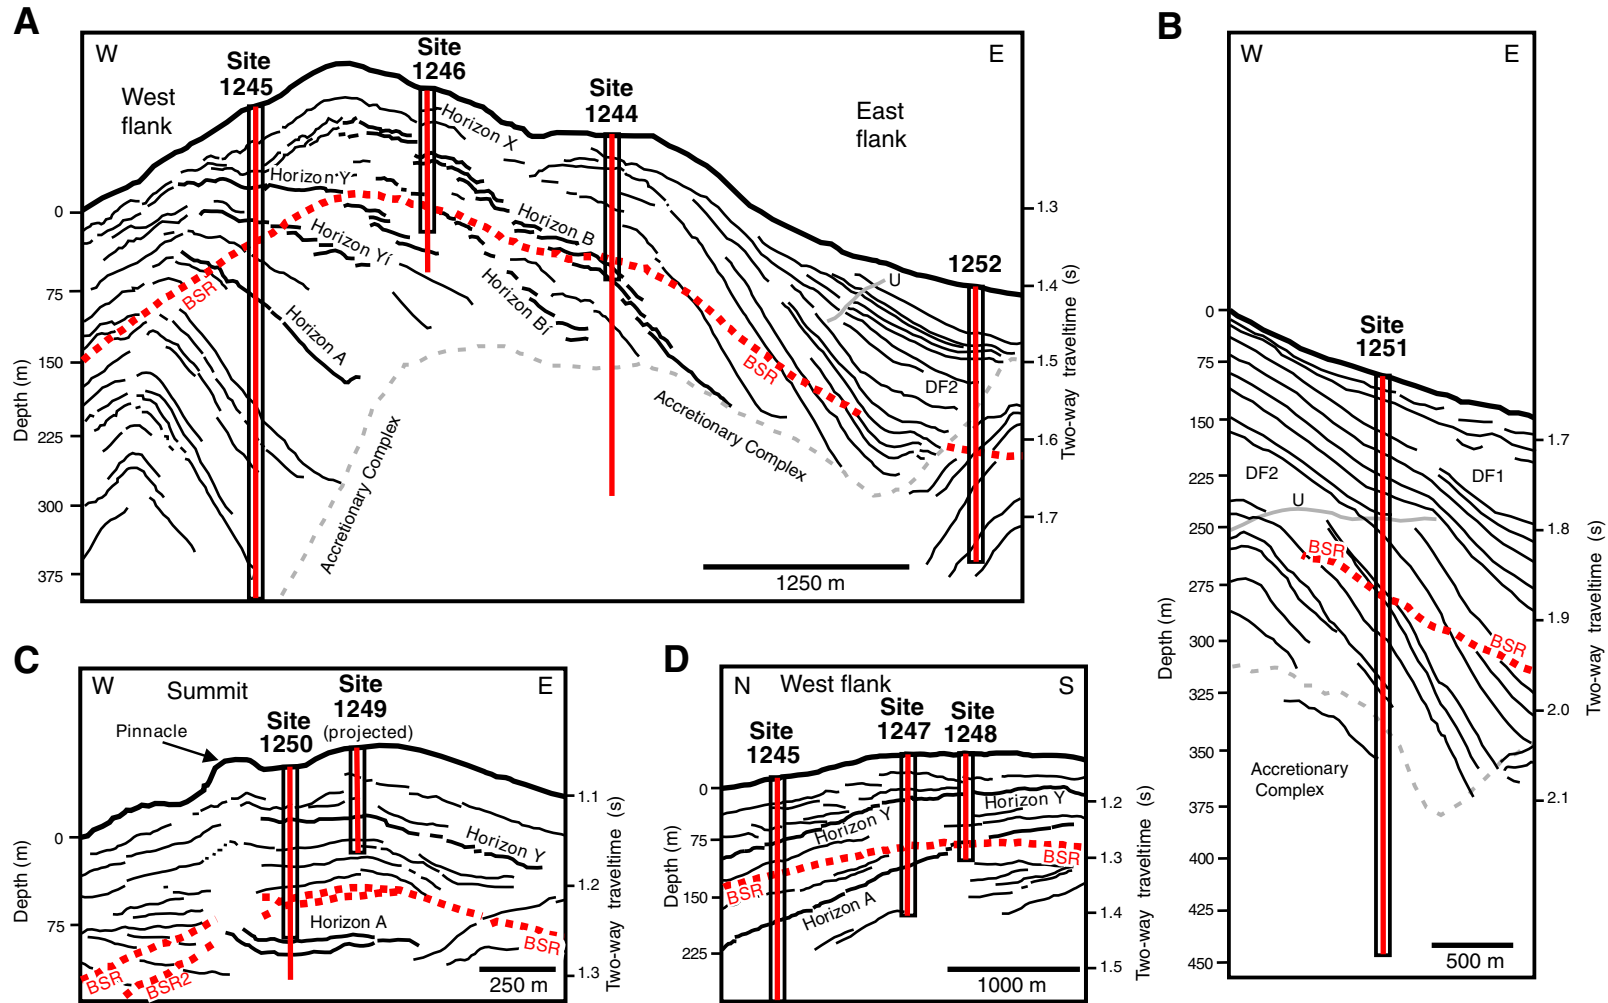 A
W
E
West
flank
Site
1245
Site
1246
Site
1244
East
flank
1252
Horizon X
Horizon Y
Horizon B
Horizon Yí
Horizon Bí
Horizon A
BSR
BSR
U
DF2
Accretionary Complex
Accretionary Complex
1250 m
Depth (m)
0
75
150
225
300
375
Two-way traveltime (s)
1.3
1.4
1.5
1.6
1.7
B
W
E
Site
1251
DF2
U
DF1
BSR
BSR
Accretionary
Complex
500 m
Depth (m)
0
75
150
225
250
275
300
325
350
375
400
425
450
Two-way traveltime (s)
1.7
1.8
1.9
2.0
2.1
C
W
Summit
E
Pinnacle
Site
1250
Site
1249
(projected)
Horizon Y
Horizon A
BSR
BSR2
BSR
250 m
Depth (m)
0
75
Two-way traveltime (s)
1.1
1.2
1.3
D
N
West flank
S
Site
1245
Site
1247
Site
1248
Horizon Y
Horizon Y
Horizon A
BSR
BSR
1000 m
Depth (m)
0
75
150
225
Two-way traveltime (s)
1.2
1.3
1.4
1.5